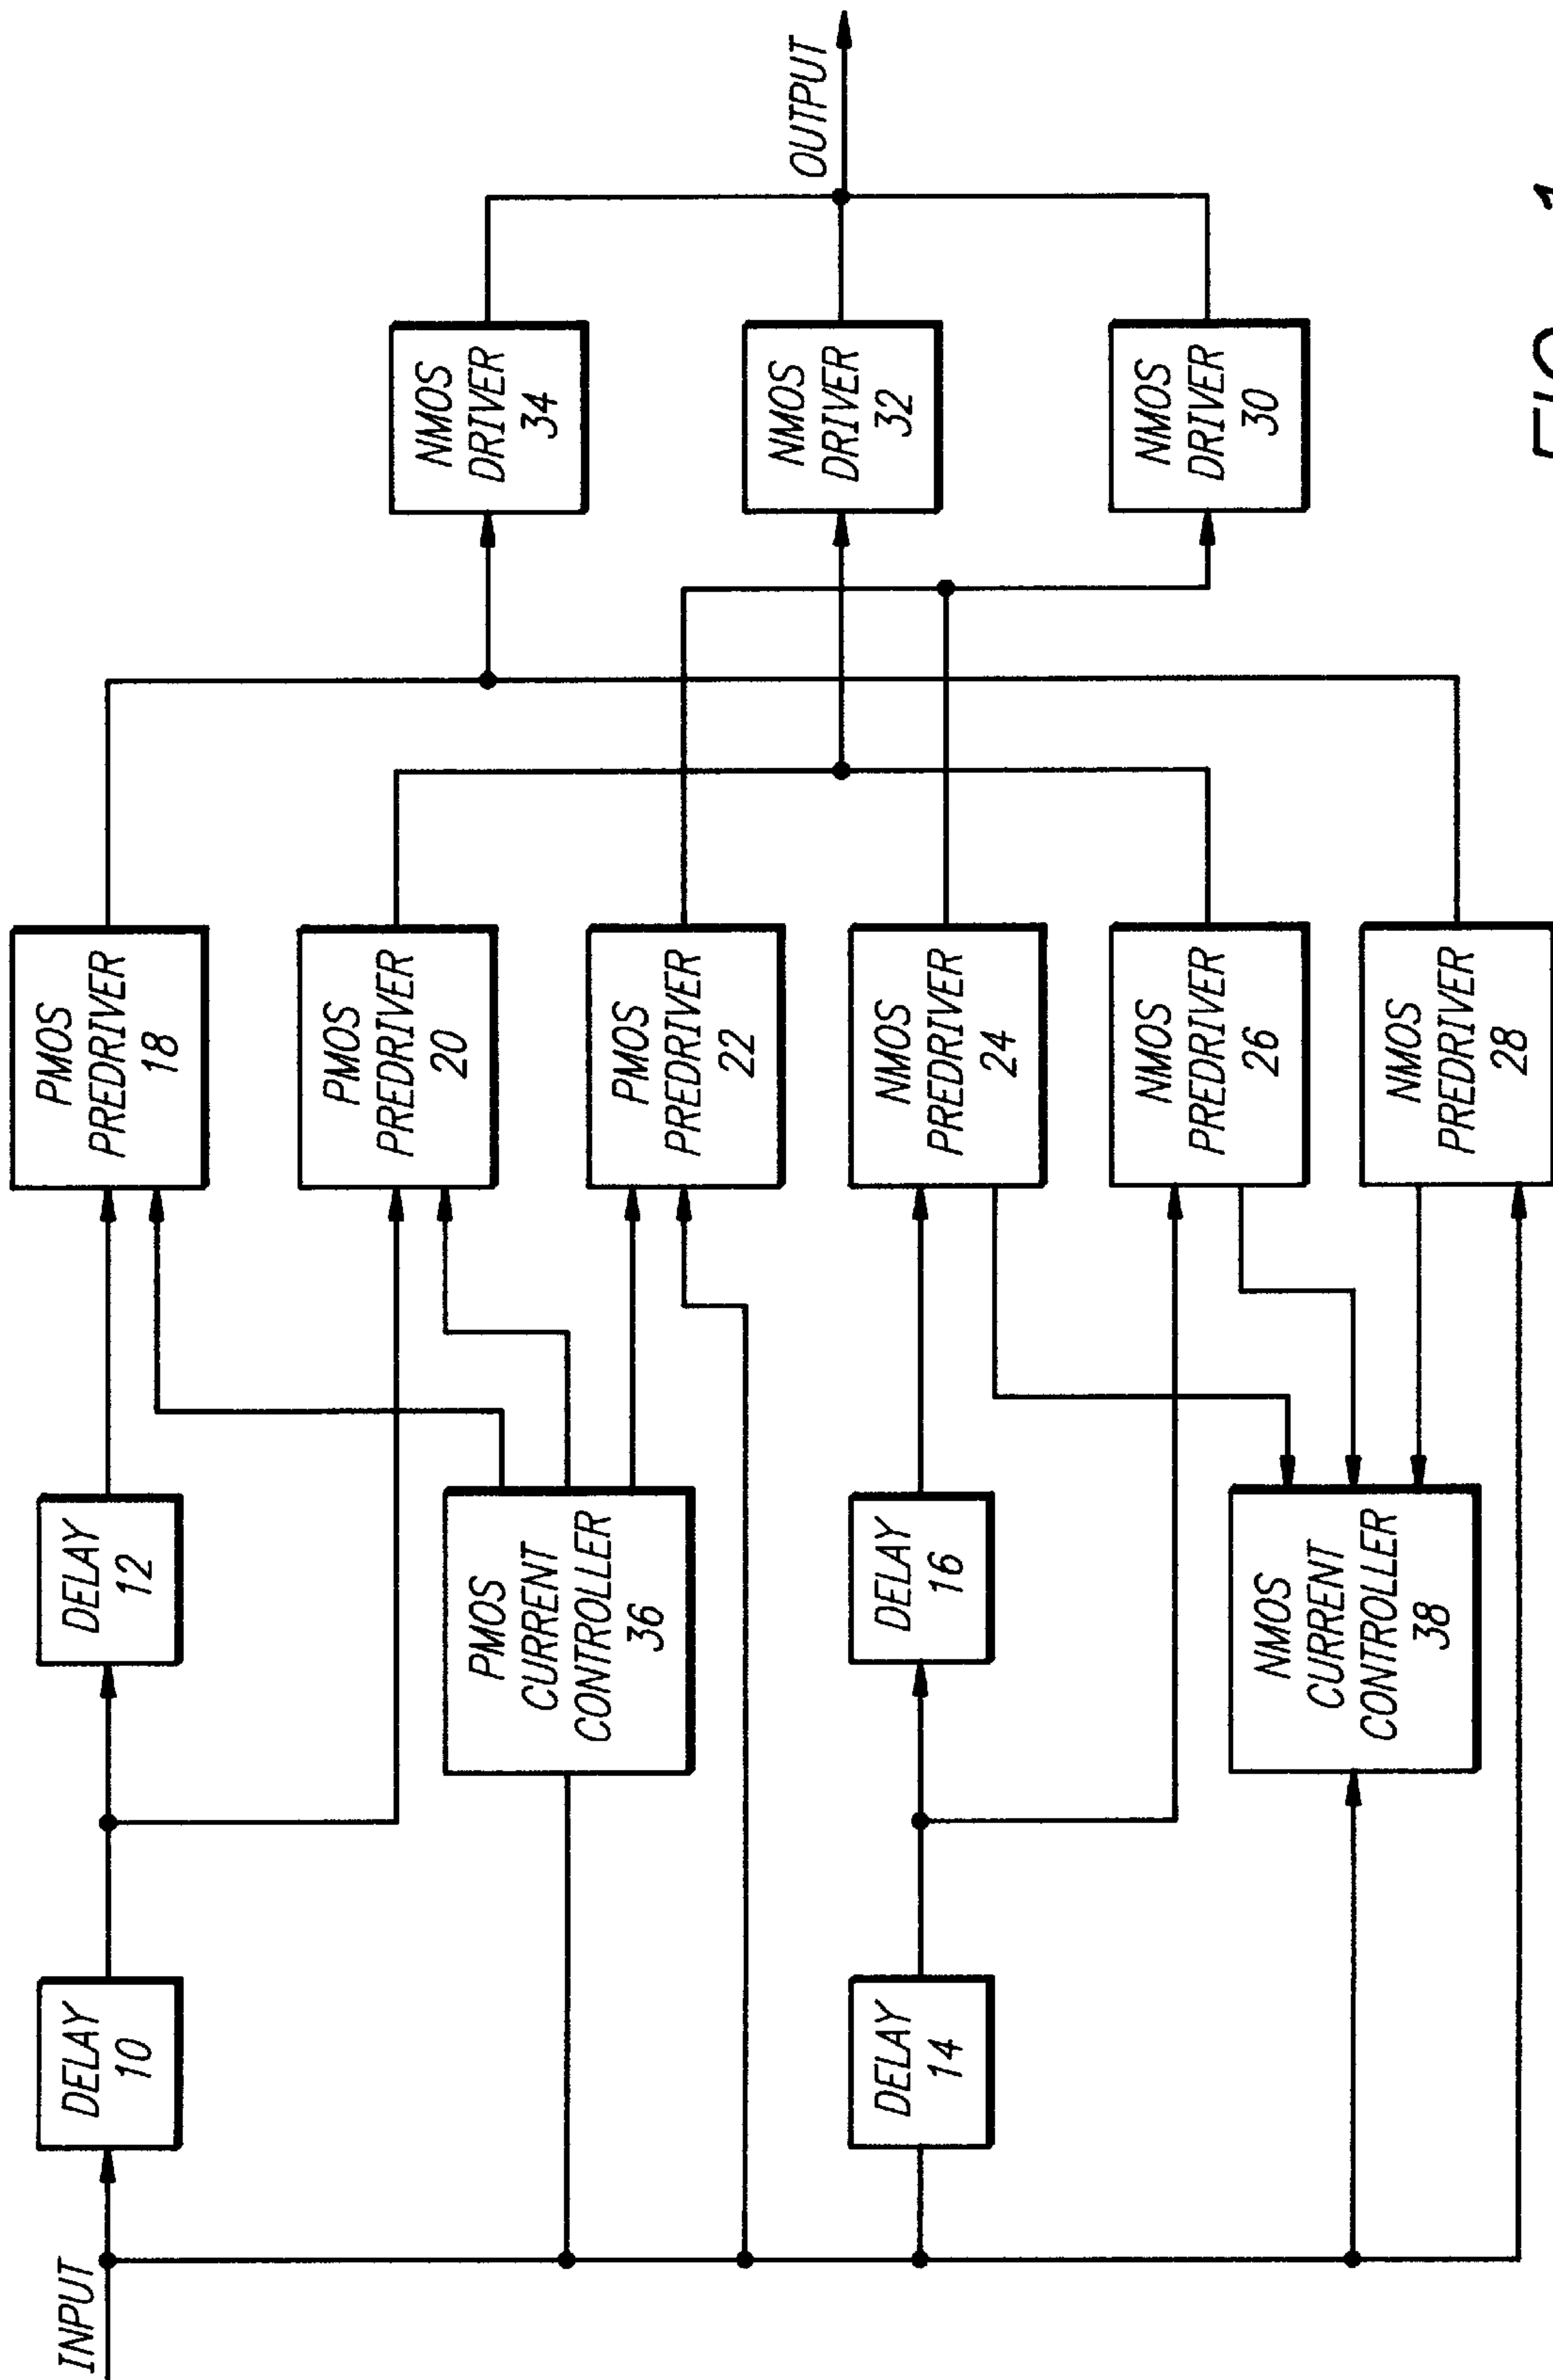 INPUT
DELAY
10
DELAY
12
PMOS
PREDRIVER
18
PMOS
PREDRIVER
20
PMOS
CURRENT
CONTROLLER
36
PMOS
PREDRIVER
22
DELAY
14
DELAY
16
NMOS
PREDRIVER
24
NMOS
PREDRIVER
26
NMOS
CURRENT
CONTROLLER
38
NMOS
PREDRIVER
28
NMOS
DRIVER
34
NMOS
DRIVER
32
NMOS
DRIVER
30
OUTPUT